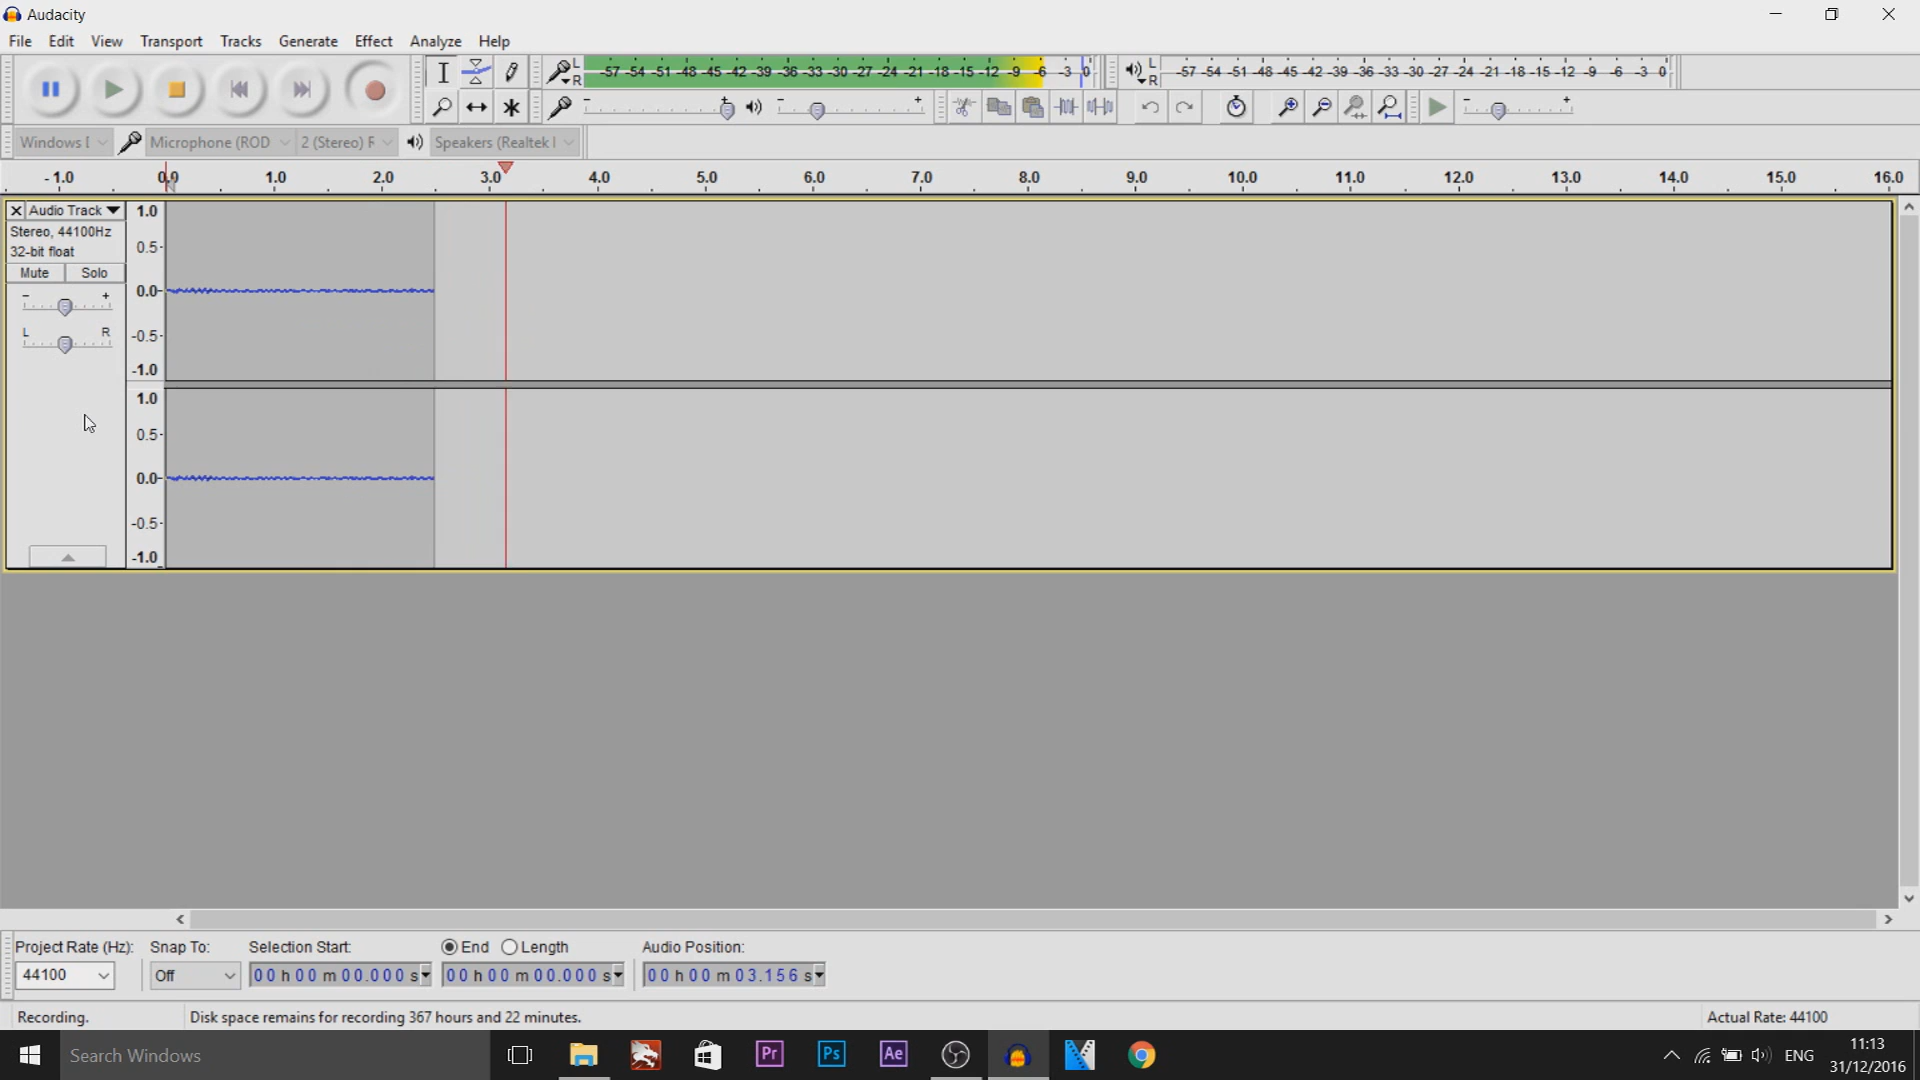 Audacity
File Edit View Transport Tracks Generate Effect Analyze Help
L R -57 -54 -51 -48 -45 -42 -39 -36 -33 -30 -27 -24 -21 -18 -15 -12 -9 -6 -3 0 L R -57 -54 -51 -48 -45 -42 -39 -36 -33 -30 -27 -24 -21 -18 -15 -12 -9 -6 -3 0
- + - + - +
Microphone (ROD 2 (Stereo) Speakers (Realtek
-1.0 0.0 1.0 2.0 3.0 4.0 5.0 6.0 7.0 8.0 9.0 10.0 11.0 12.0 13.0 14.0 15.0 16.0
Audio Track 1.0
Stereo, 44100Hz
32-bit float 0.5-
Mute Solo
- + 0.0-
L R -0.5-
-1.0
1.0
0.5-
0.0-
-0.5-
-1.0
Project Rate (Hz): Snap To: Selection Start: End Length Audio Position:
44100 Off 00 h 00 m 00.000 s 00 h 00 m 00.000 s 00 h 00 m 03.156 s
Recording. Disk space remains for recording 367 hours and 22 minutes. Actual Rate: 44100
Search Windows Pr Ps Ae ENG 11:13
31/12/2016